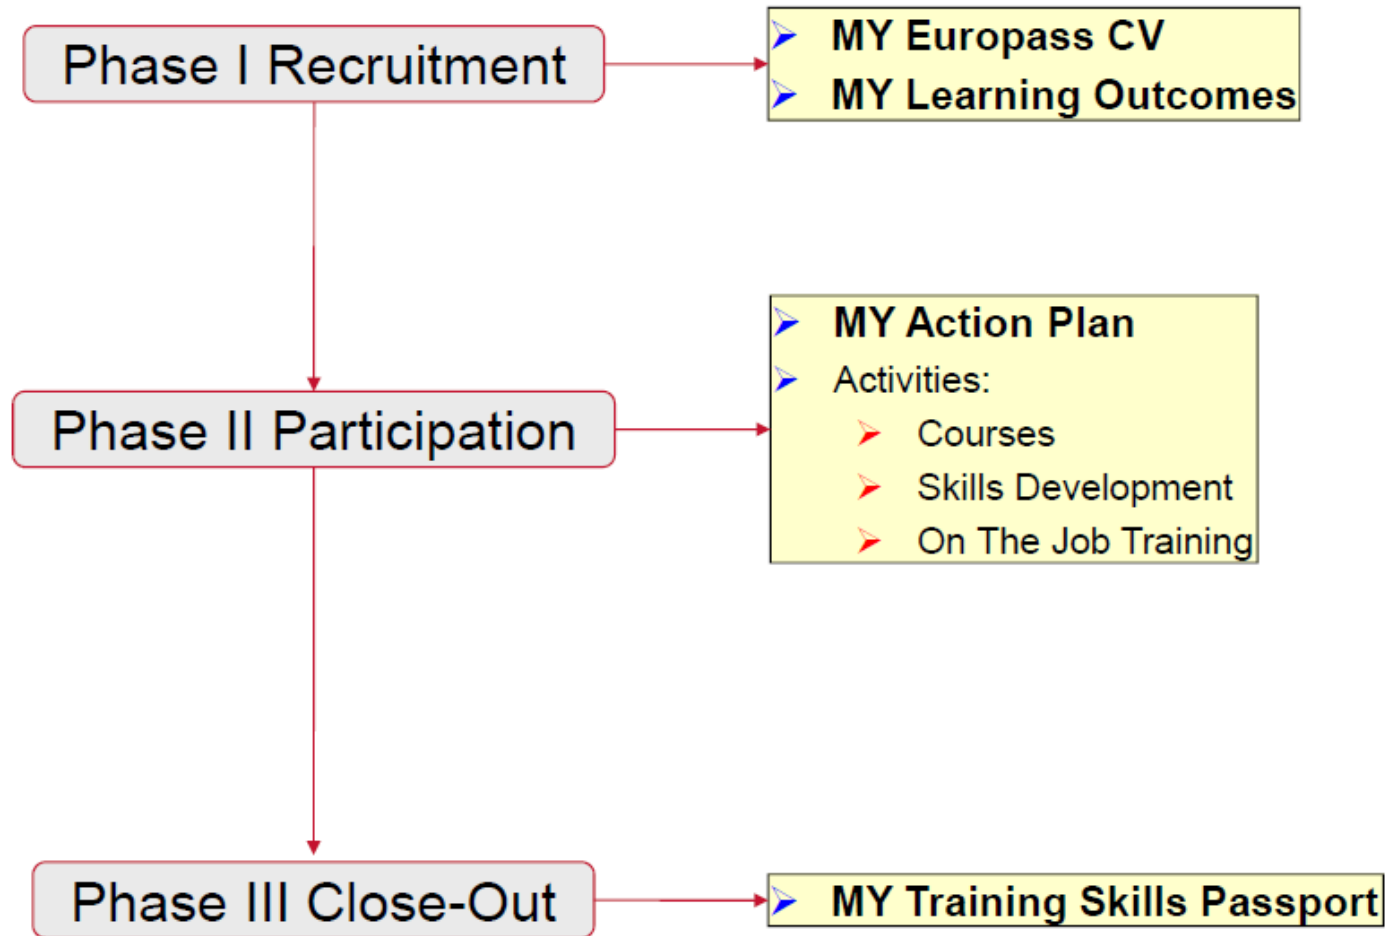 Phase I Recruitment
MY Europass CV
MY Learning Outcomes
Phase II Participation
MY Action Plan
Activities:
Courses
Skills Development
On The Job Training
Phase III Close-Out
MY Training Skills Passport